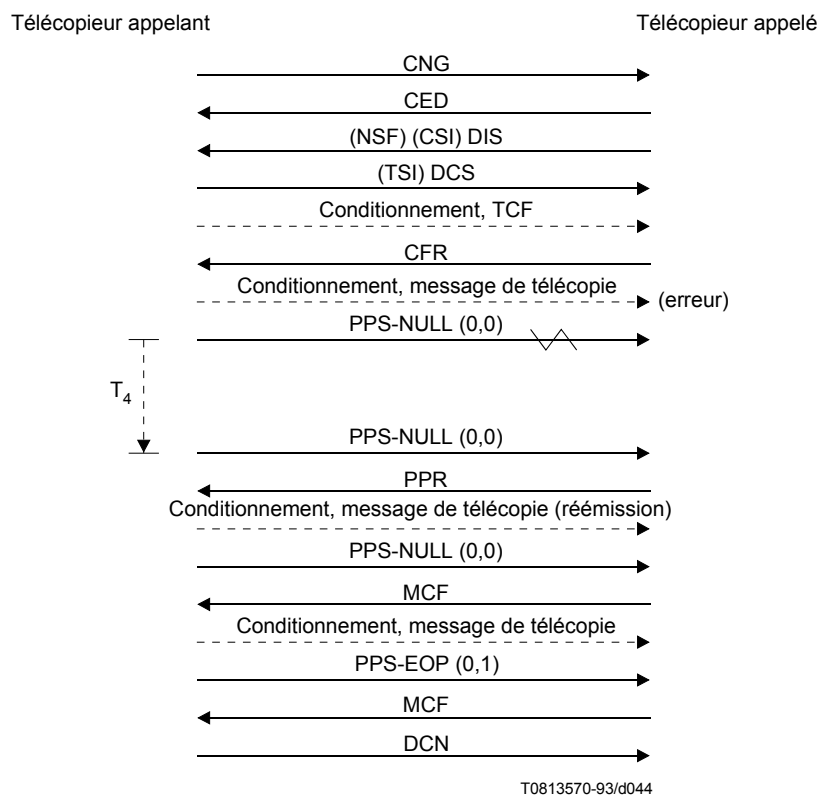 Télécopieur appelant
Télécopieur appelé
CNG
CED
(NSF) (CSI) DIS
(TSI) DCS
Conditionnement, TCF
CFR
Conditionnement, message de télécopie
(erreur)
PPS-NULL (0,0)
T4
PPS-NULL (0,0)
PPR
Conditionnement, message de télécopie (réémission)
PPS-NULL (0,0)
MCF
Conditionnement, message de télécopie
PPS-EOP (0,1)
MCF
DCN
T0813570-93/d044